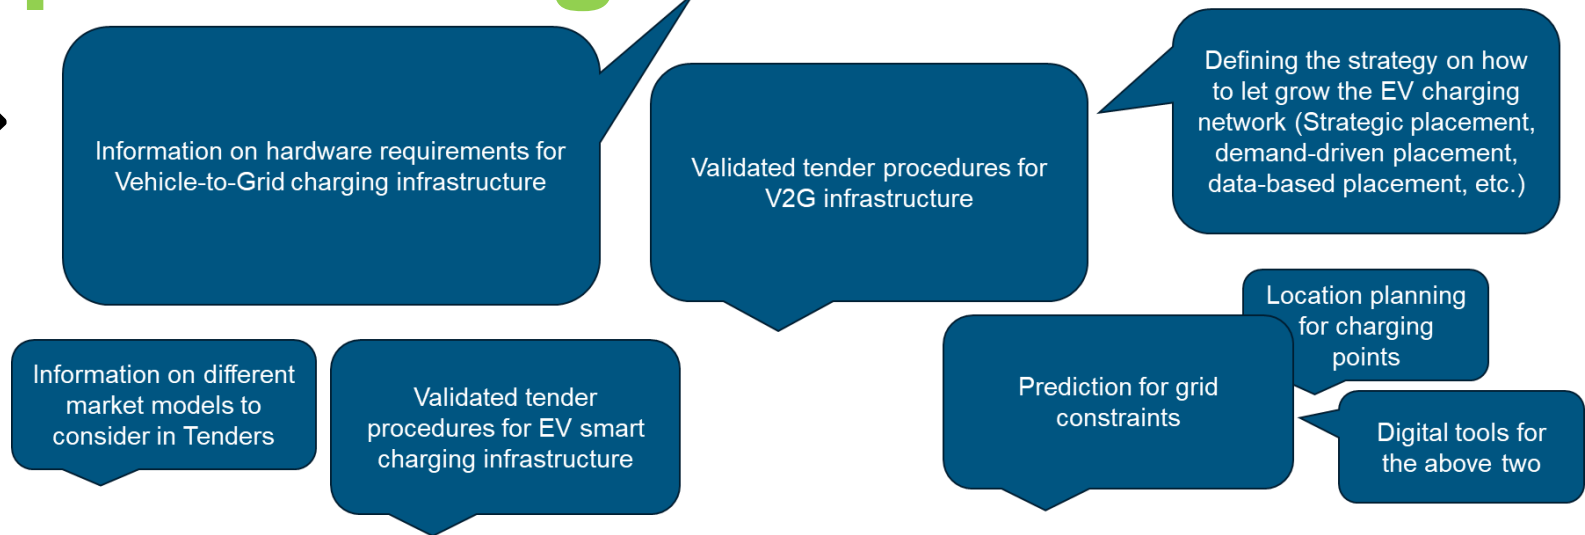 Information on hardware requirements for
Vehicle-to-Grid charging infrastructure
Validated tender procedures for
V2G infrastructure
Defining the strategy on how
to let grow the EV charging
network (Strategic placement,
demand-driven placement,
data-based placement, etc.)
Information on different
market models to
consider in Tenders
Validated tender
procedures for EV smart
charging infrastructure
Prediction for grid
constraints
Location planning
for charging
points
Digital tools for
the above two